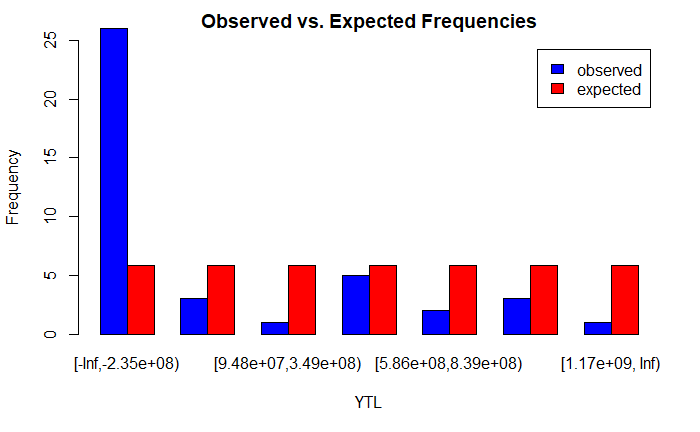 Observed vs. Expected Frequencies
observed
expected
Frequency
25
20
15
10
5
0
[-Inf,-2.35e+08) [9.48e+07,3.49e+08) [5.86e+08,8.39e+08) [1.17e+09, Inf)
YTL